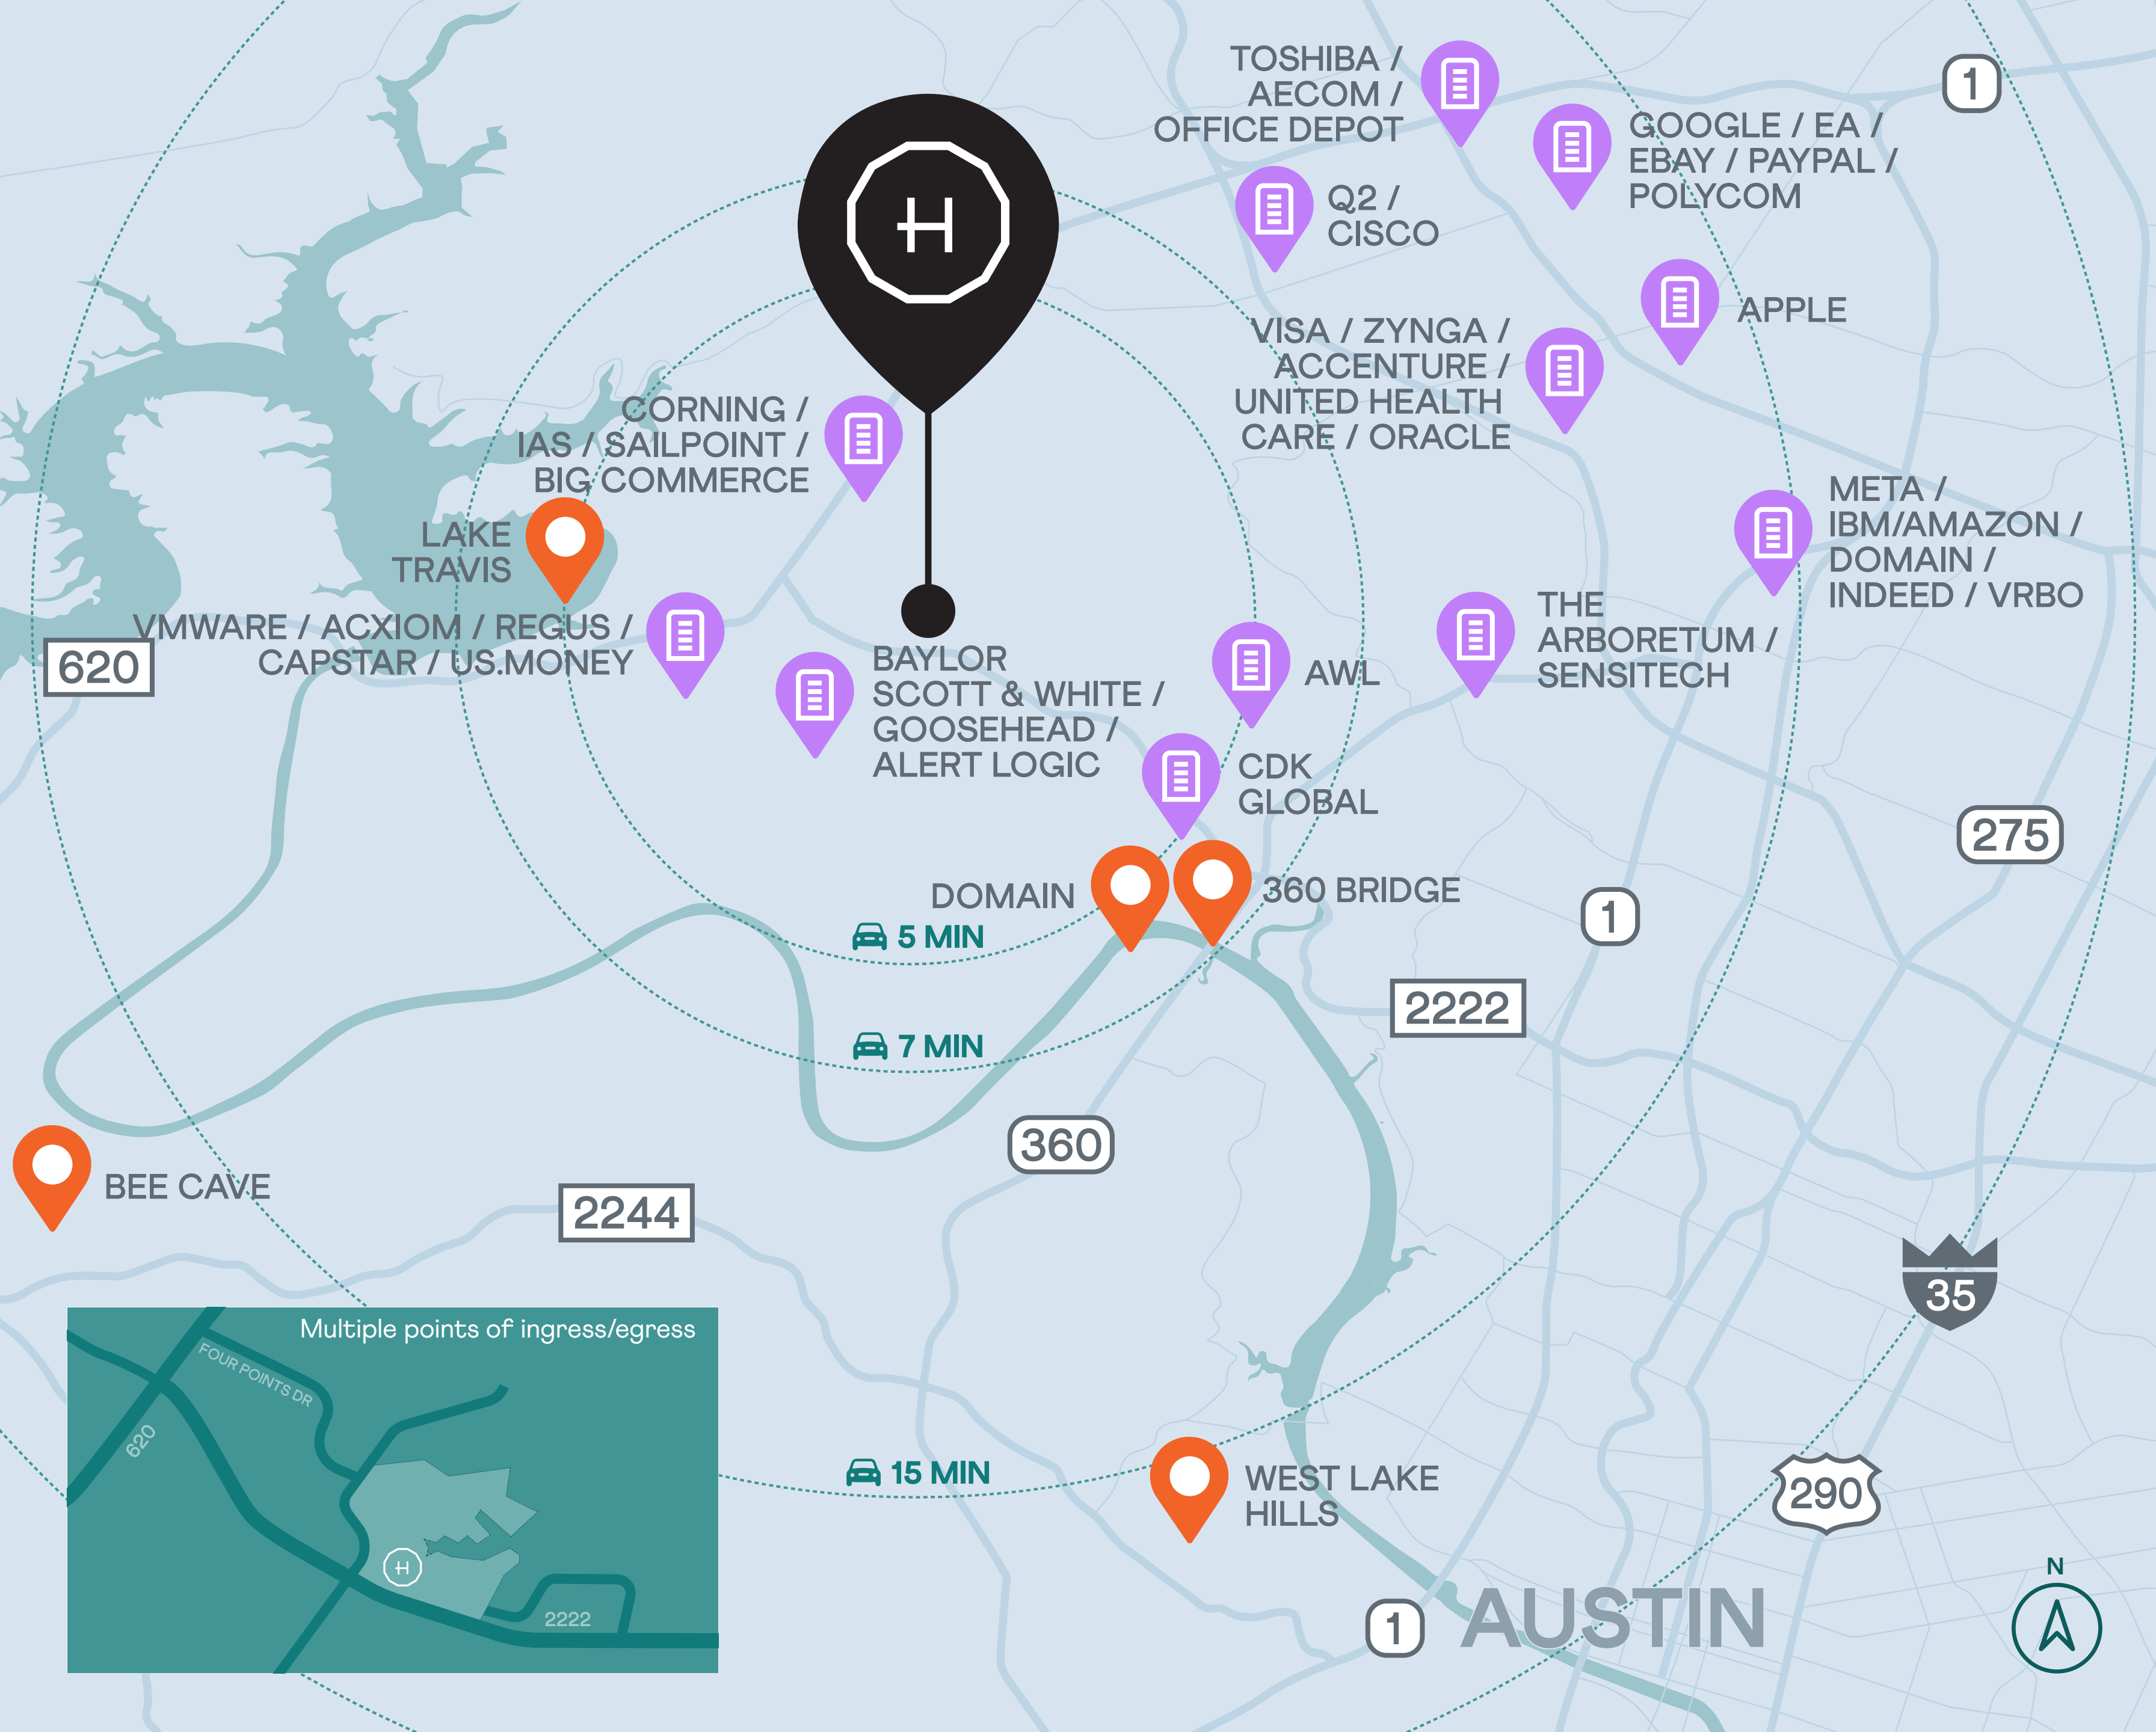 TOSHIBA /
AECOM /
OFFICE DEPOT
1
GOOGLE / EA /
EBAY / PAYPAL /
POLYCOM
H
Q2 /
CISCO
APPLE
VISA / ZYNGA /
ACCENTURE /
UNITED HEALTH
CARE / ORACLE
CORNING /
IAS / SAILPOINT /
BIG COMMERCE
META /
IBM/AMAZON /
DOMAIN /
INDEED / VRBO
LAKE
TRAVIS
VMWARE / ACXIOM / REGUS /
CAPSTAR / US.MONEY
620
BAYLOR
SCOTT & WHITE /
GOOSEHEAD /
ALERT LOGIC
AWL
THE
ARBORETUM /
SENSITECH
CDK
GLOBAL
275
DOMAIN
360 BRIDGE
1
5 MIN
2222
7 MIN
360
BEE CAVE
2244
35
Multiple points of ingress/egress
FOUR POINTS DR
620
H
2222
15 MIN
WEST LAKE
HILLS
290
1
AUSTIN
N